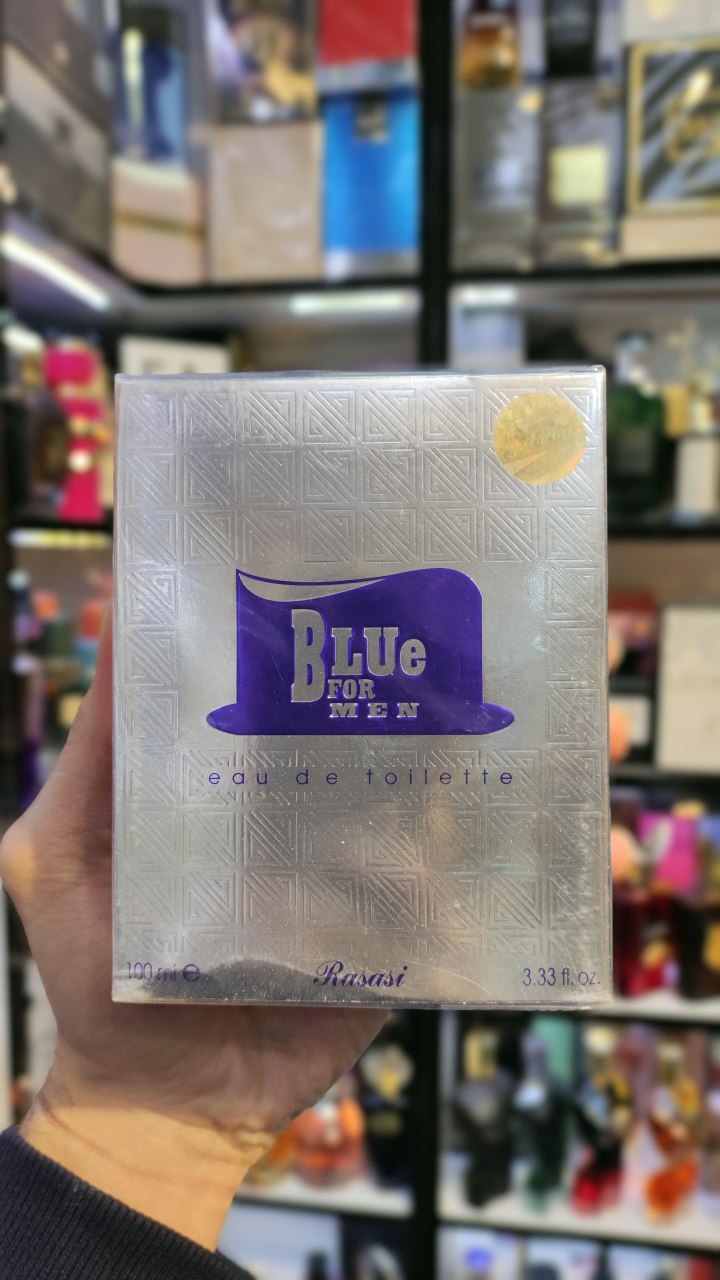 BLUe
FOR
MEN
eau de toilette
100 ml e
Rasasi
3.33 fl. oz.